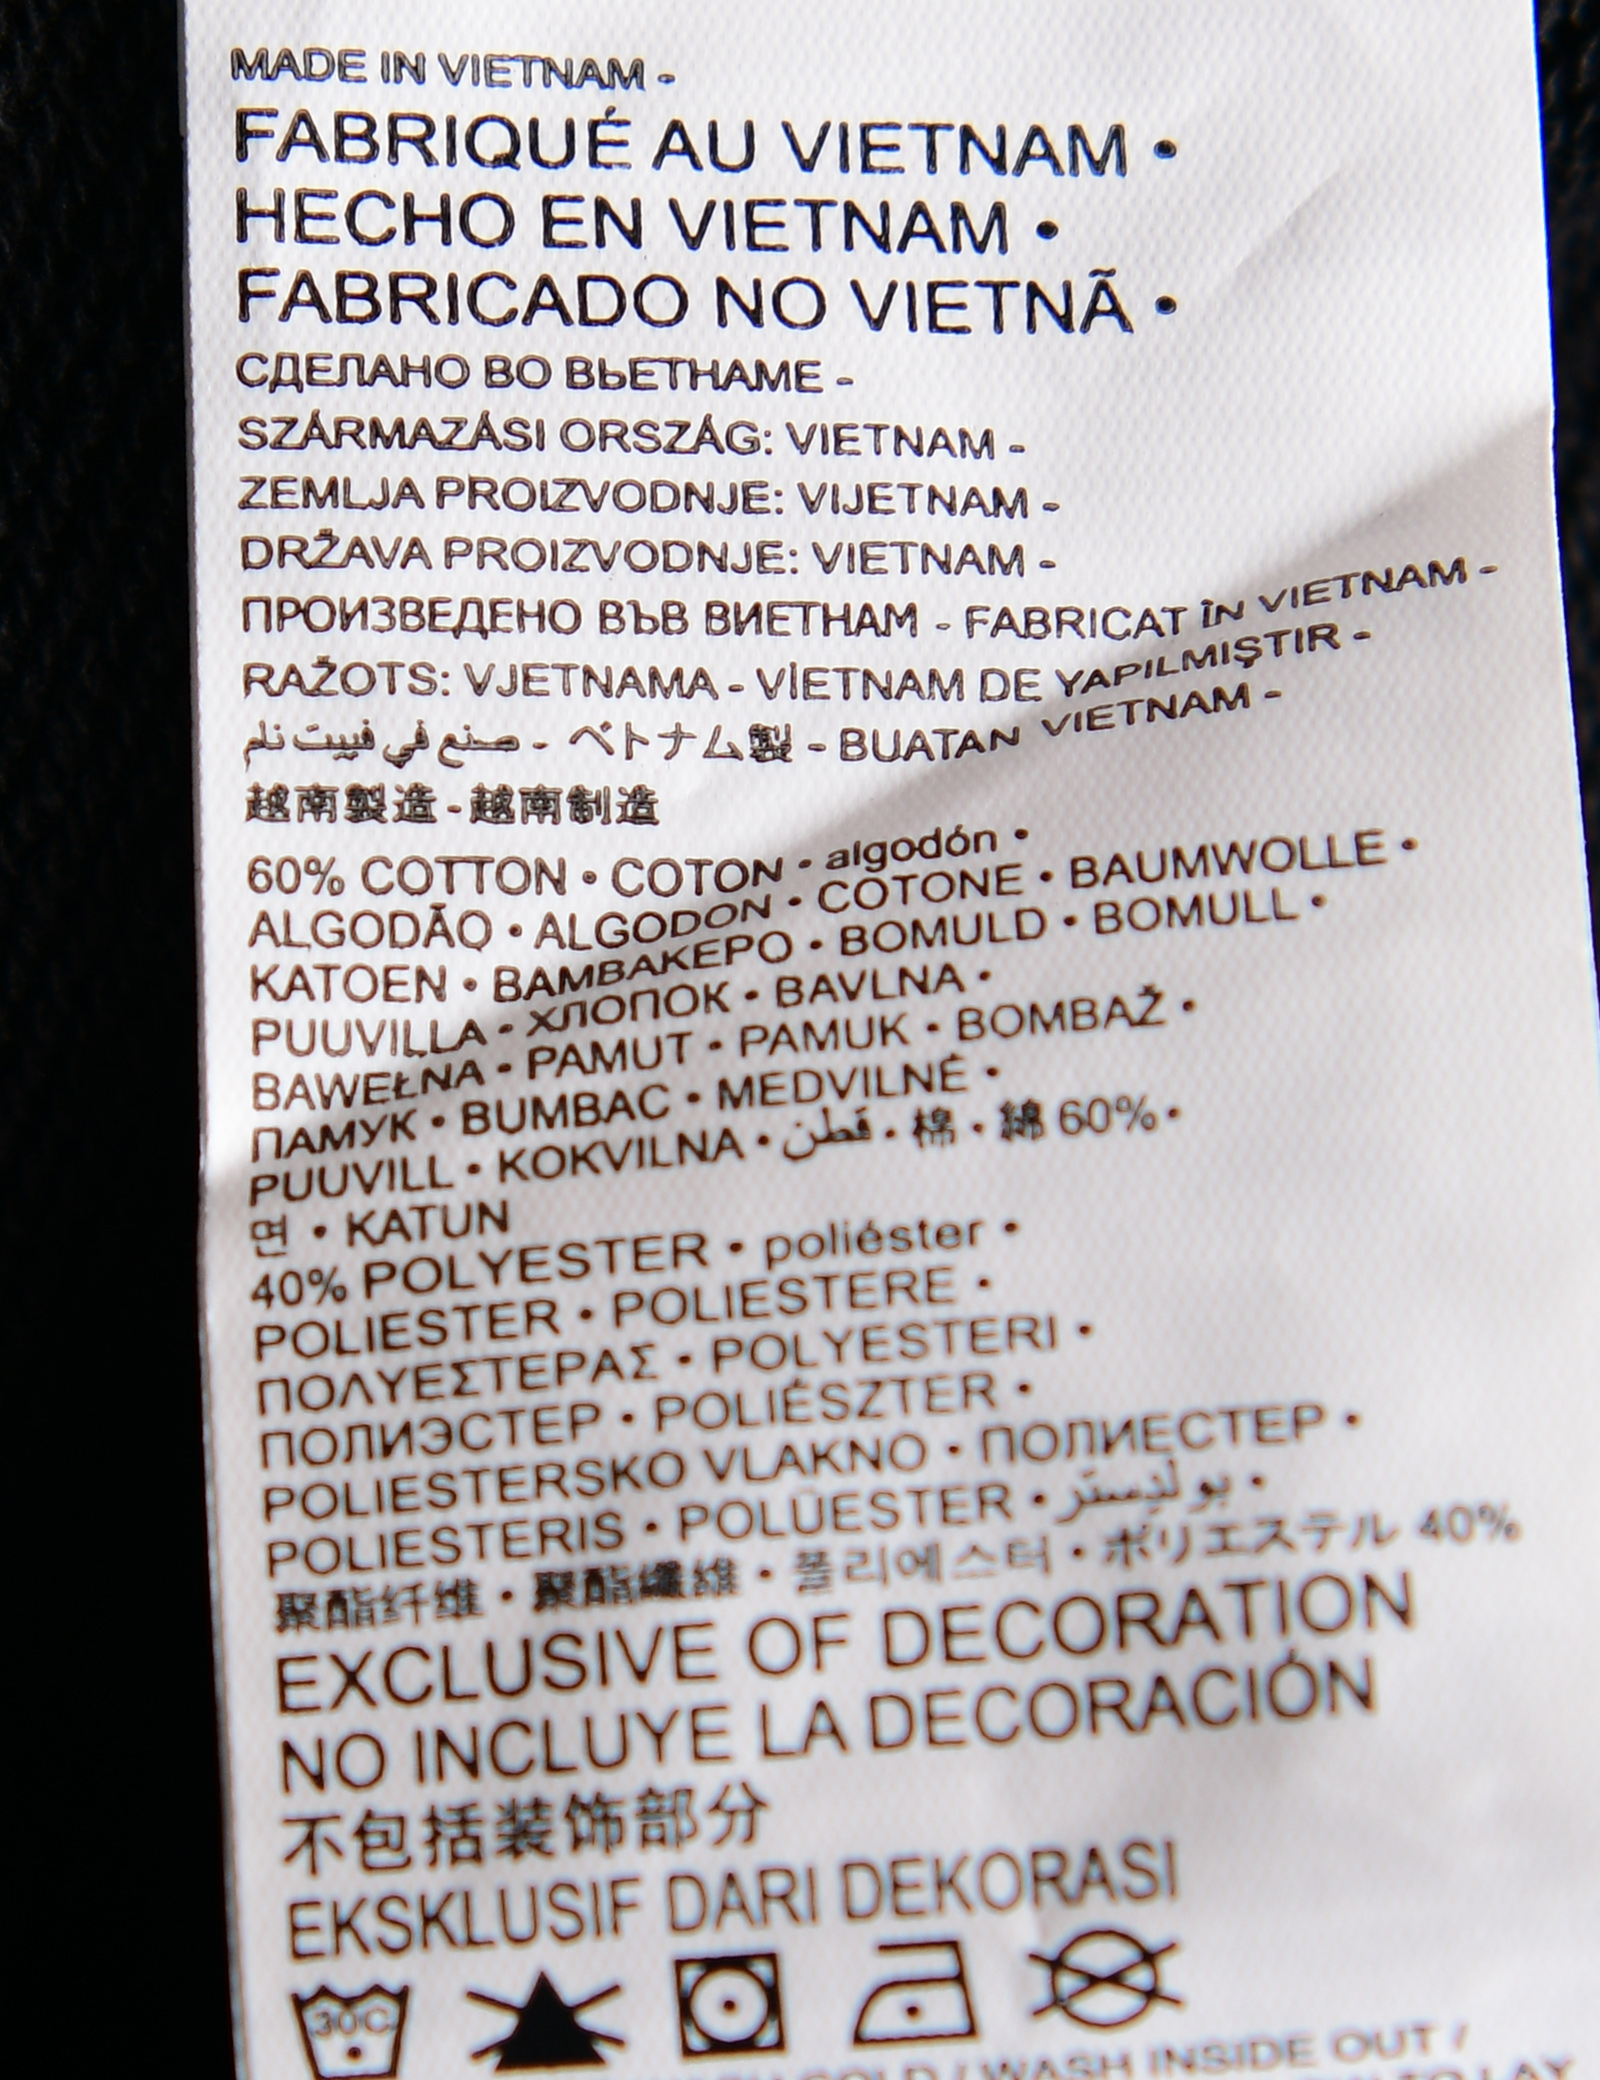 MADE IN VIETNAM -
FABRIQUÉ AU VIETNAM •
HECHO EN VIETNAM •
FABRICADO NO VIETNÃ •
СДЕЛАНО ВО ВЬЕТНАМЕ -
SZÁRMAZÁSI ORSZÁG: VIETNAM -
ZEMLJA PROIZVODNJE: VIJETNAM -
DRŽAVA PROIZVODNJE: VIETNAM -
ПРОИЗВЕДЕНО ВЪВ ВИЕТНАМ - FABRICAT ÎN VIETNAM -
RAŽOTS: VJETNAMA - VİETNAM DE YAPILMIŞTIR -
صنع في فييت نام - ベトナム製 - BUATAN VIETNAM -
越南製造 - 越南制造
60% COTTON • COTON • algodón •
ALGODÃO • ALGODON • COTONE • BAUMWOLLE •
KATOEN • ΒΑΜΒΑΚΕΡΟ • BOMULD • BOMULL •
PUUVILLA • ХЛОПОК • BAVLNA •
BAWEŁNA • PAMUT • PAMUK • BOMBAŽ •
ПАМУК • BUMBAC • MEDVILNĖ •
PUUVILL • KOKVILNA • قطن • 棉 • 綿 60% •
면 • KATUN
40% POLYESTER • poliéster •
POLIESTER • POLIESTERE •
ΠΟΛΥΕΣΤΕΡΑΣ • POLYESTERI •
ПОЛИЭСТЕР • POLIÉSZTER •
POLIESTERSKO VLAKNO • ПОЛИЕСТЕР •
POLIESTERIS • POLÜESTER • بوليستر •
聚酯纤维 • 聚酯纖維 • 폴리에스터 • ポリエステル 40%
EXCLUSIVE OF DECORATION
NO INCLUYE LA DECORACIÓN
不包括装饰部分
EKSKLUSIF DARI DEKORASI
30C
COLD / WASH INSIDE OUT /
LAY